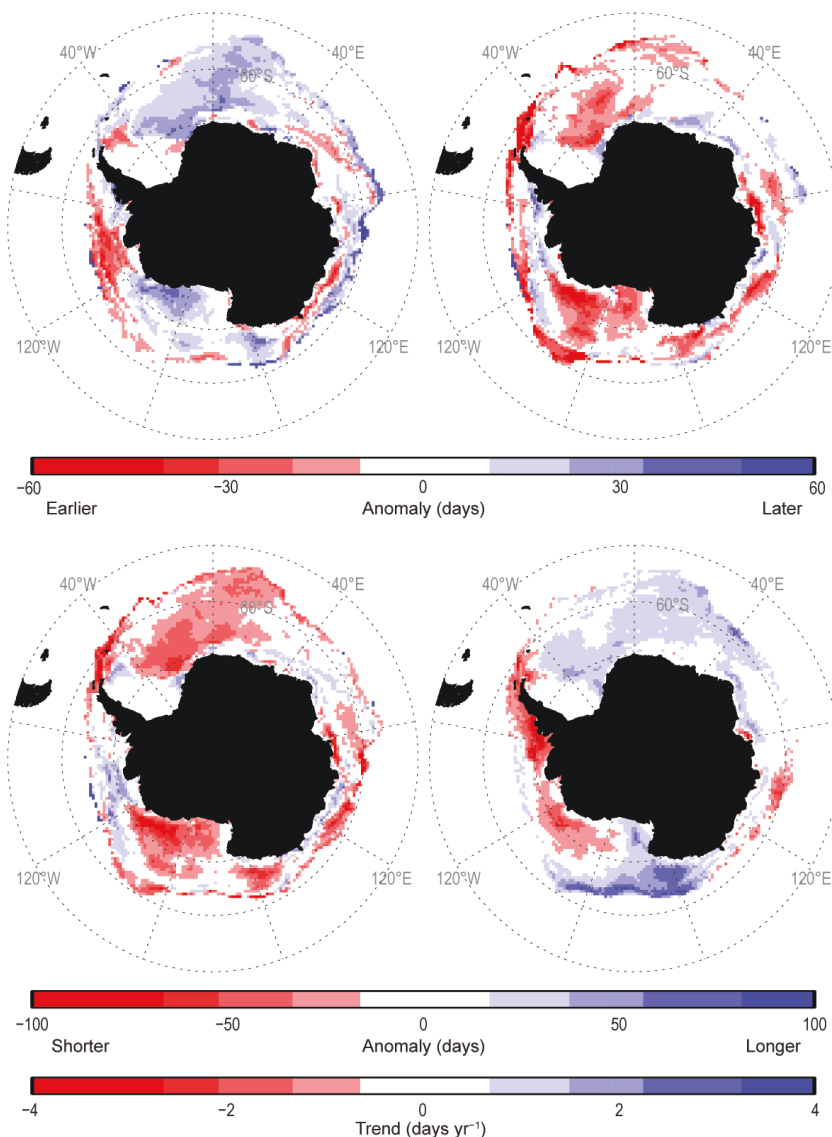 40°W 40°E 40°W 40°E
60°S 60°S
120°W 120°E 120°W 120°E
−60 −30 0 30 60
Earlier Anomaly (days) Later
40°W 40°E 40°W 40°E
60°S 60°S
120°W 120°E 120°W 120°E
−100 −50 0 50 100
Shorter Anomaly (days) Longer
−4 −2 0 2 4
Trend (days yr⁻¹)